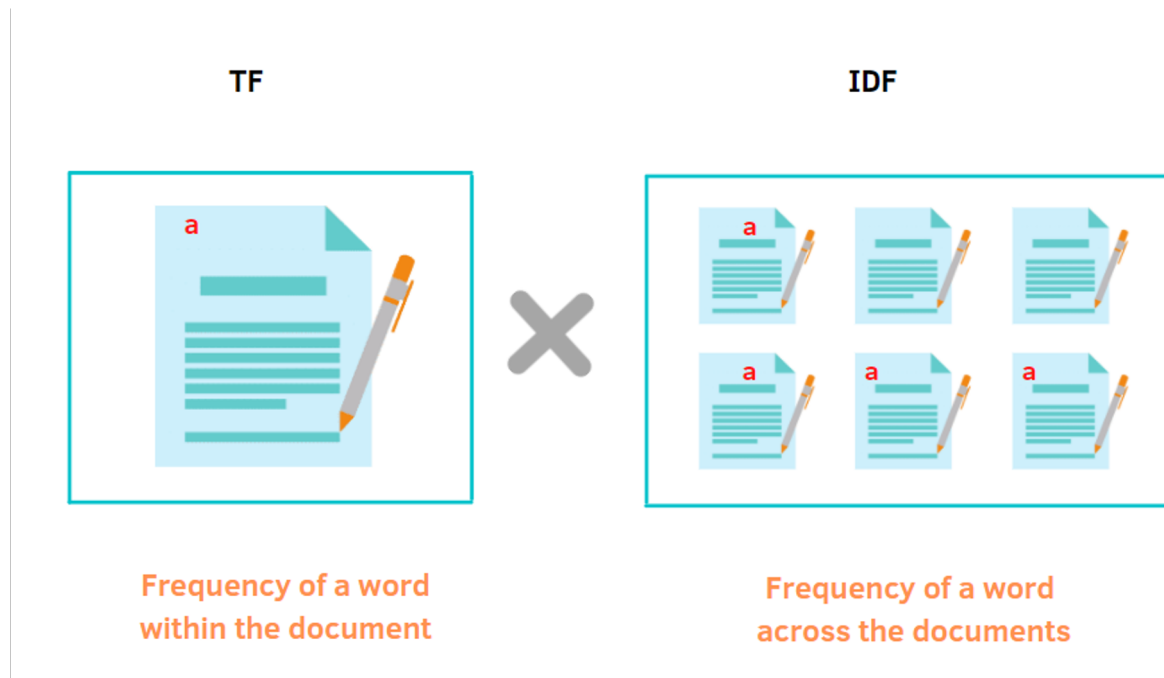 TF
IDF
a
a
a
a
a
Frequency of a word
within the document
Frequency of a word
across the documents